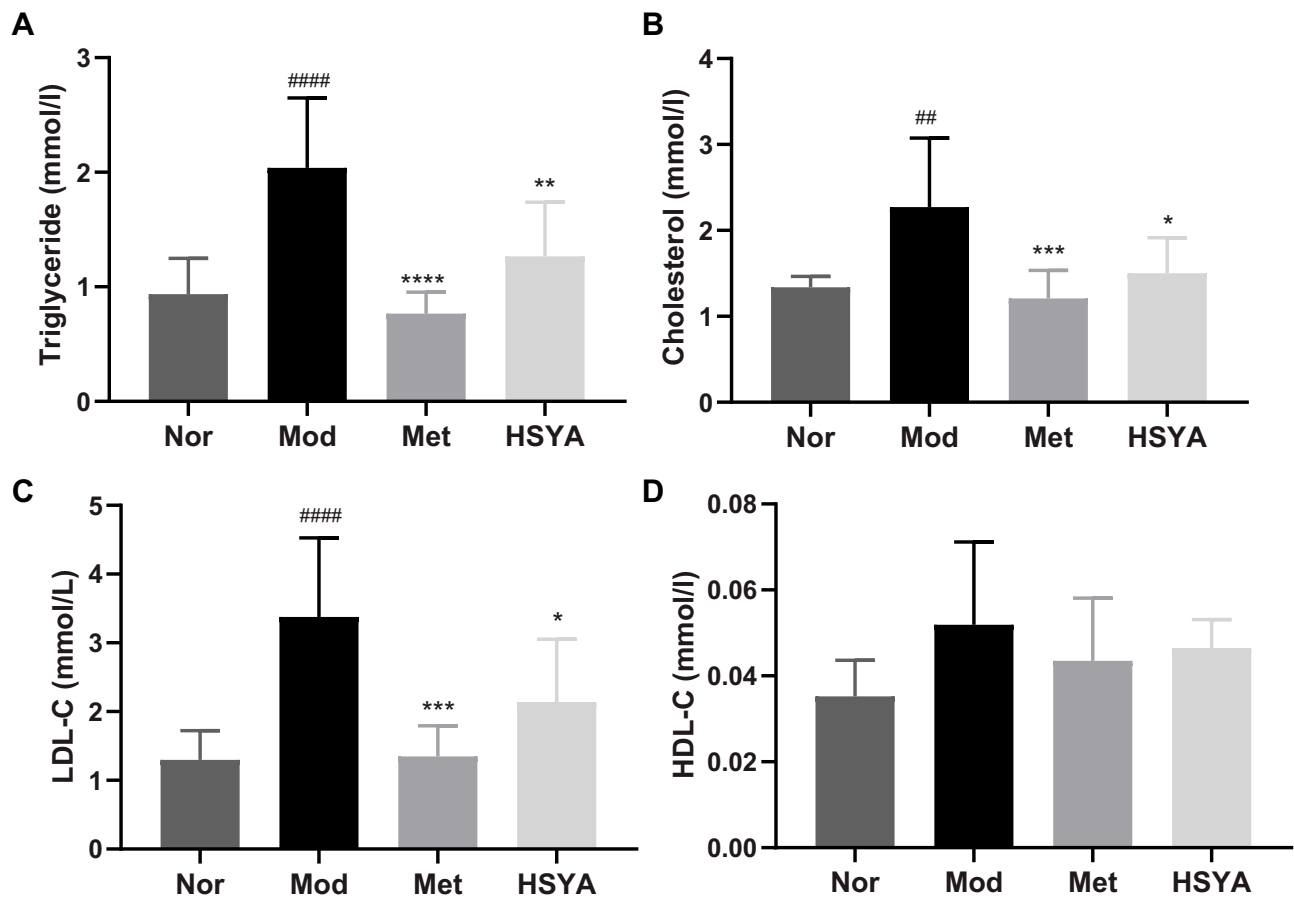 A
Triglyceride (mmol/l)
3
2
1
0
####
****
**
Nor Mod Met HSYA
B
Cholesterol (mmol/l)
4
3
2
1
0
##
***
*
Nor Mod Met HSYA
C
LDL-C (mmol/L)
5
4
3
2
1
0
####
***
*
Nor Mod Met HSYA
D
HDL-C (mmol/l)
0.08
0.06
0.04
0.02
0.00
Nor Mod Met HSYA